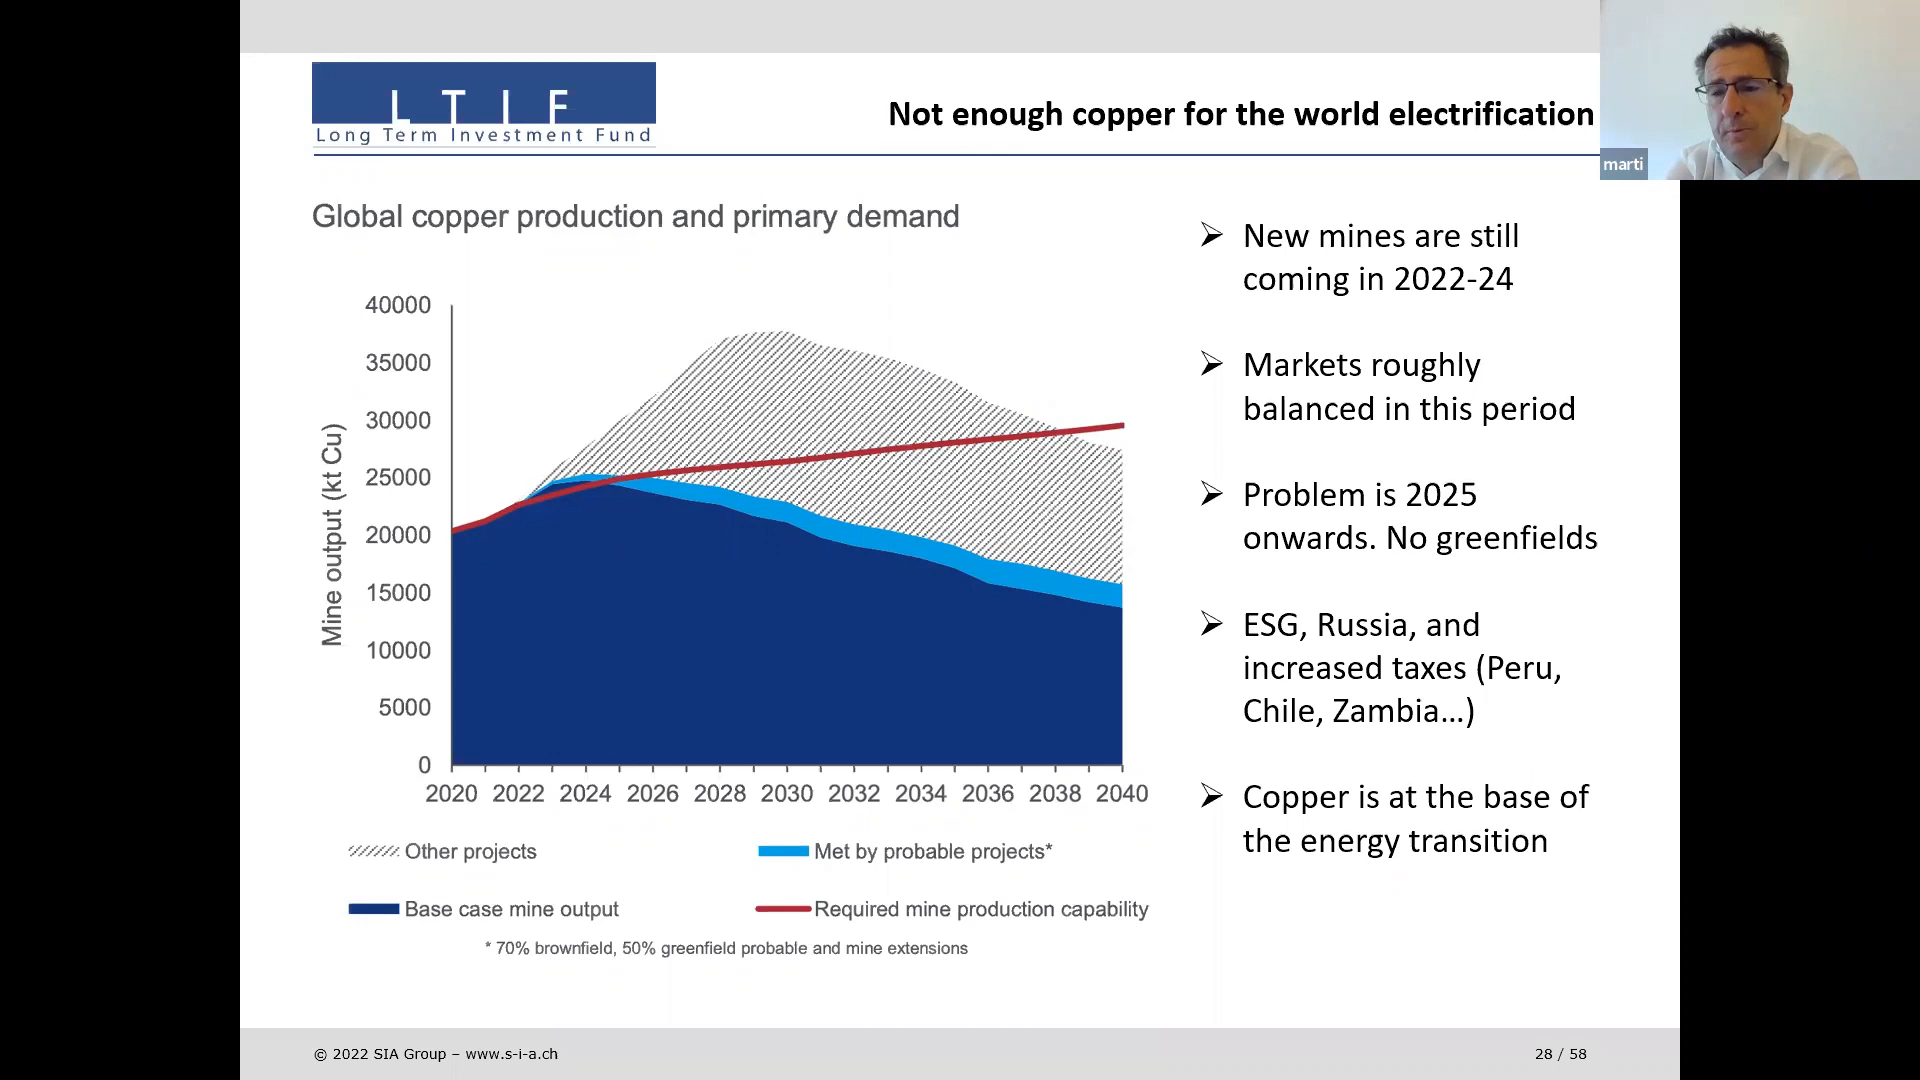 LTIF
Long Term Investment Fund
Not enough copper for the world electrification
marti
Global copper production and primary demand
Mine output (kt Cu)
40000
35000
30000
25000
20000
15000
10000
5000
0
2020 2022 2024 2026 2028 2030 2032 2034 2036 2038 2040
Other projects
Met by probable projects*
Base case mine output
Required mine production capability
* 70% brownfield, 50% greenfield probable and mine extensions
➢ New mines are still
coming in 2022-24
➢ Markets roughly
balanced in this period
➢ Problem is 2025
onwards. No greenfields
➢ ESG, Russia, and
increased taxes (Peru,
Chile, Zambia…)
➢ Copper is at the base of
the energy transition
© 2022 SIA Group – www.s-i-a.ch
28 / 58